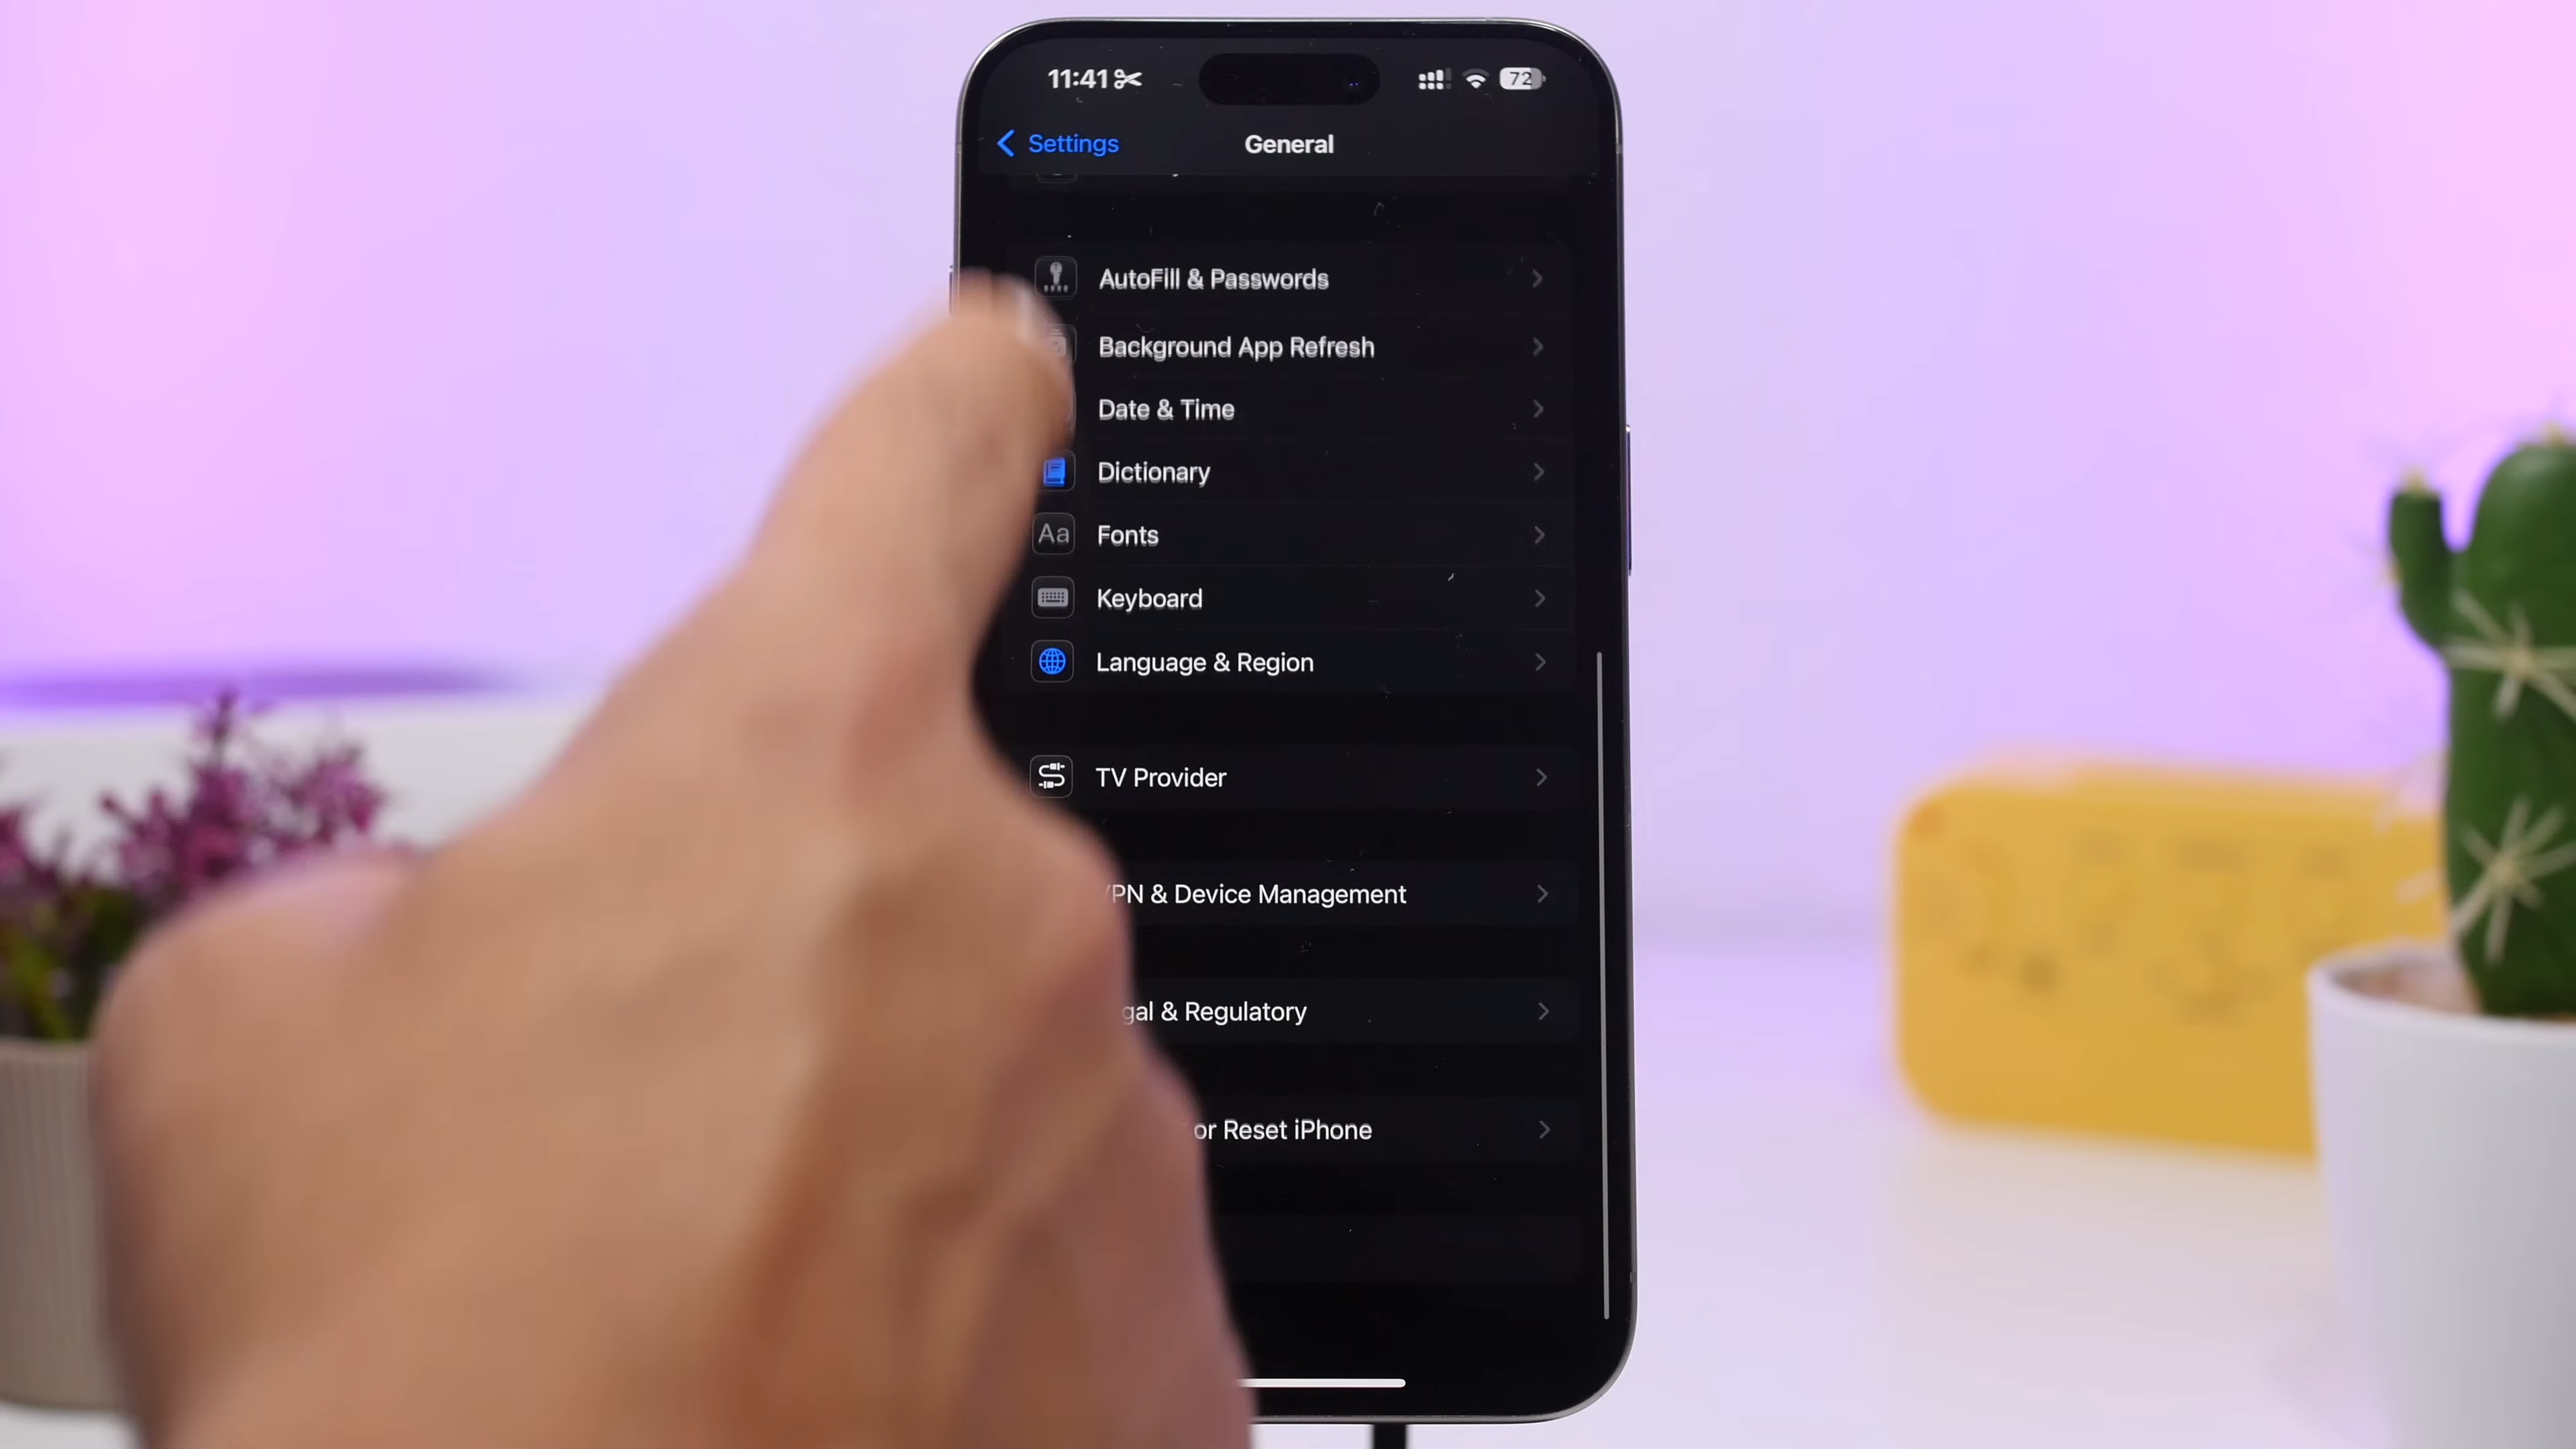 11:41 72
Settings General
AutoFill & Passwords
Background App Refresh
Date & Time
Dictionary
Aa Fonts
Keyboard
Language & Region
TV Provider
PN & Device Management
gal & Regulatory
or Reset iPhone